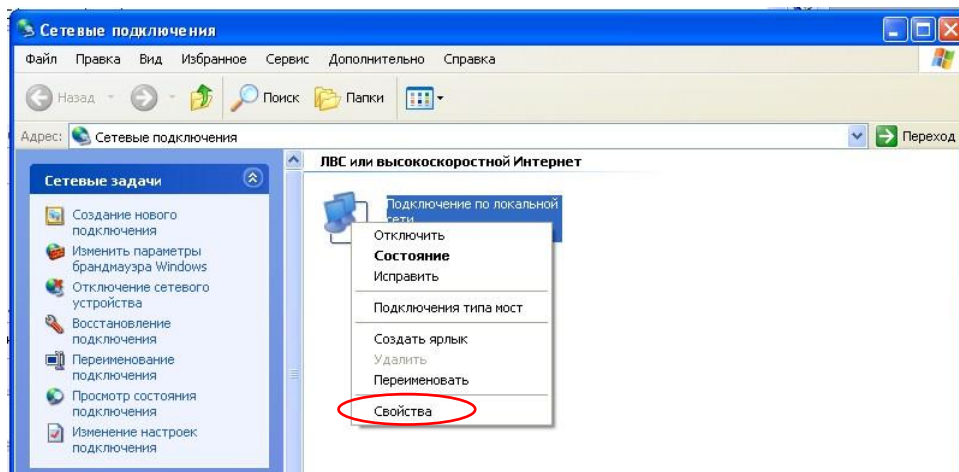 Сетевые подключения
Файл Правка Вид Избранное Сервис Дополнительно Справка
Назад Поиск Папки
Адрес: Сетевые подключения Переход
Сетевые задачи
Создание нового
подключения
Изменить параметры
брандмауэра Windows
Отключение сетевого
устройства
Восстановление
подключения
Переименование
подключения
Просмотр состояния
подключения
Изменение настроек
подключения
ЛВС или высокоскоростной Интернет
Подключение по локальной
сети
Отключить
Состояние
Исправить
Подключения типа мост
Создать ярлык
Удалить
Переименовать
Свойства